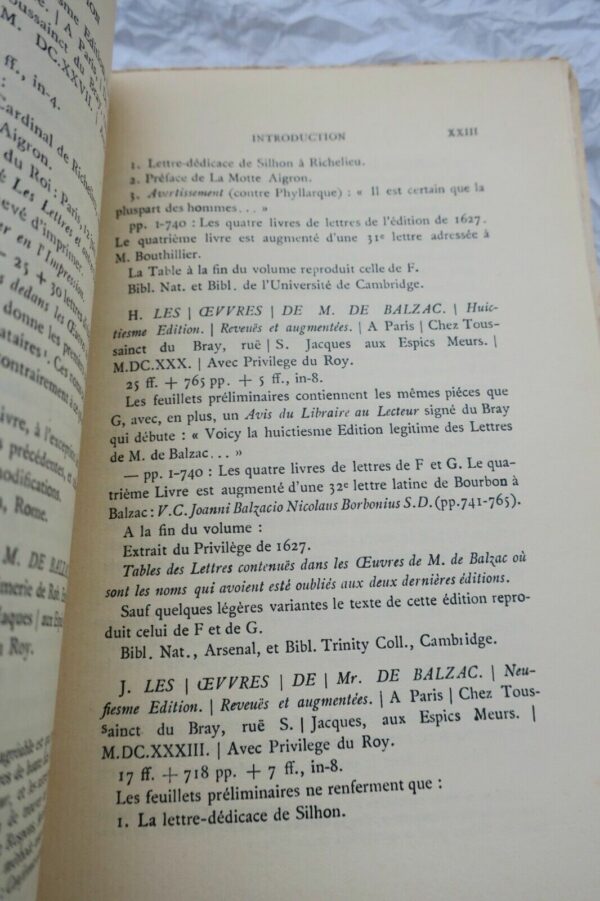 INTRODUCTION XXIII
1. Lettre-dédicace de Silhon à Richelieu.
2. Préface de La Motte Aigron.
3. Avertissement (contre Phyllarque) : « Il est certain que la
pluspart des hommes... »
pp. 1-740 : Les quatre livres de lettres de l'édition de 1627.
Le quatrième livre est augmenté d'une 31e lettre adressée à
M. Bouthillier.
La Table à la fin du volume reproduit celle de F.
Bibl. Nat. et Bibl. de l'Université de Cambridge.
H. LES | ŒVVRES | DE M. DE BALZAC. | Huic-
tiesme Edition. | Reveuës et augmentées. | A Paris | Chez Tous-
sainct du Bray, ruë | S. Jacques aux Espics Meurs. |
M.DC.XXX. | Avec Privilege du Roy.
25 ff. + 765 pp. + 5 ff., in-8.
Les feuillets préliminaires contiennent les mêmes piéces que
G, avec, en plus, un Avis du Libraire au Lecteur signé du Bray
qui débute : « Voicy la huictiesme Edition legitime des Lettres
de M. de Balzac... »
— pp. 1-740 : Les quatre livres de lettres de F et G. Le qua-
trième Livre est augmenté d'une 32e lettre latine de Bourbon à
Balzac : V.C. Joanni Balzacio Nicolaus Borbonius S.D. (pp.741-765).
A la fin du volume :
Extrait du Privilège de 1627.
Tables des Lettres contenuës dans les Œuvres de M. de Balzac où
sont les noms qui avoient esté oubliés aux deux dernières éditions.
Sauf quelques légères variantes le texte de cette édition repro-
duit celui de F et de G.
Bibl. Nat., Arsenal, et Bibl. Trinity Coll., Cambridge.
J. LES | ŒVVRES | DE | Mr. DE BALZAC. | Neu-
fiesme Edition. | Reveuës et augmentées. | A Paris | Chez Tous-
sainct du Bray, ruë S. | Jacques, aux Espics Meurs. |
M.DC.XXXIII. | Avec Privilege du Roy.
17 ff. + 718 pp. + 7 ff., in-8.
Les feuillets préliminaires ne renferment que :
1. La lettre-dédicace de Silhon.